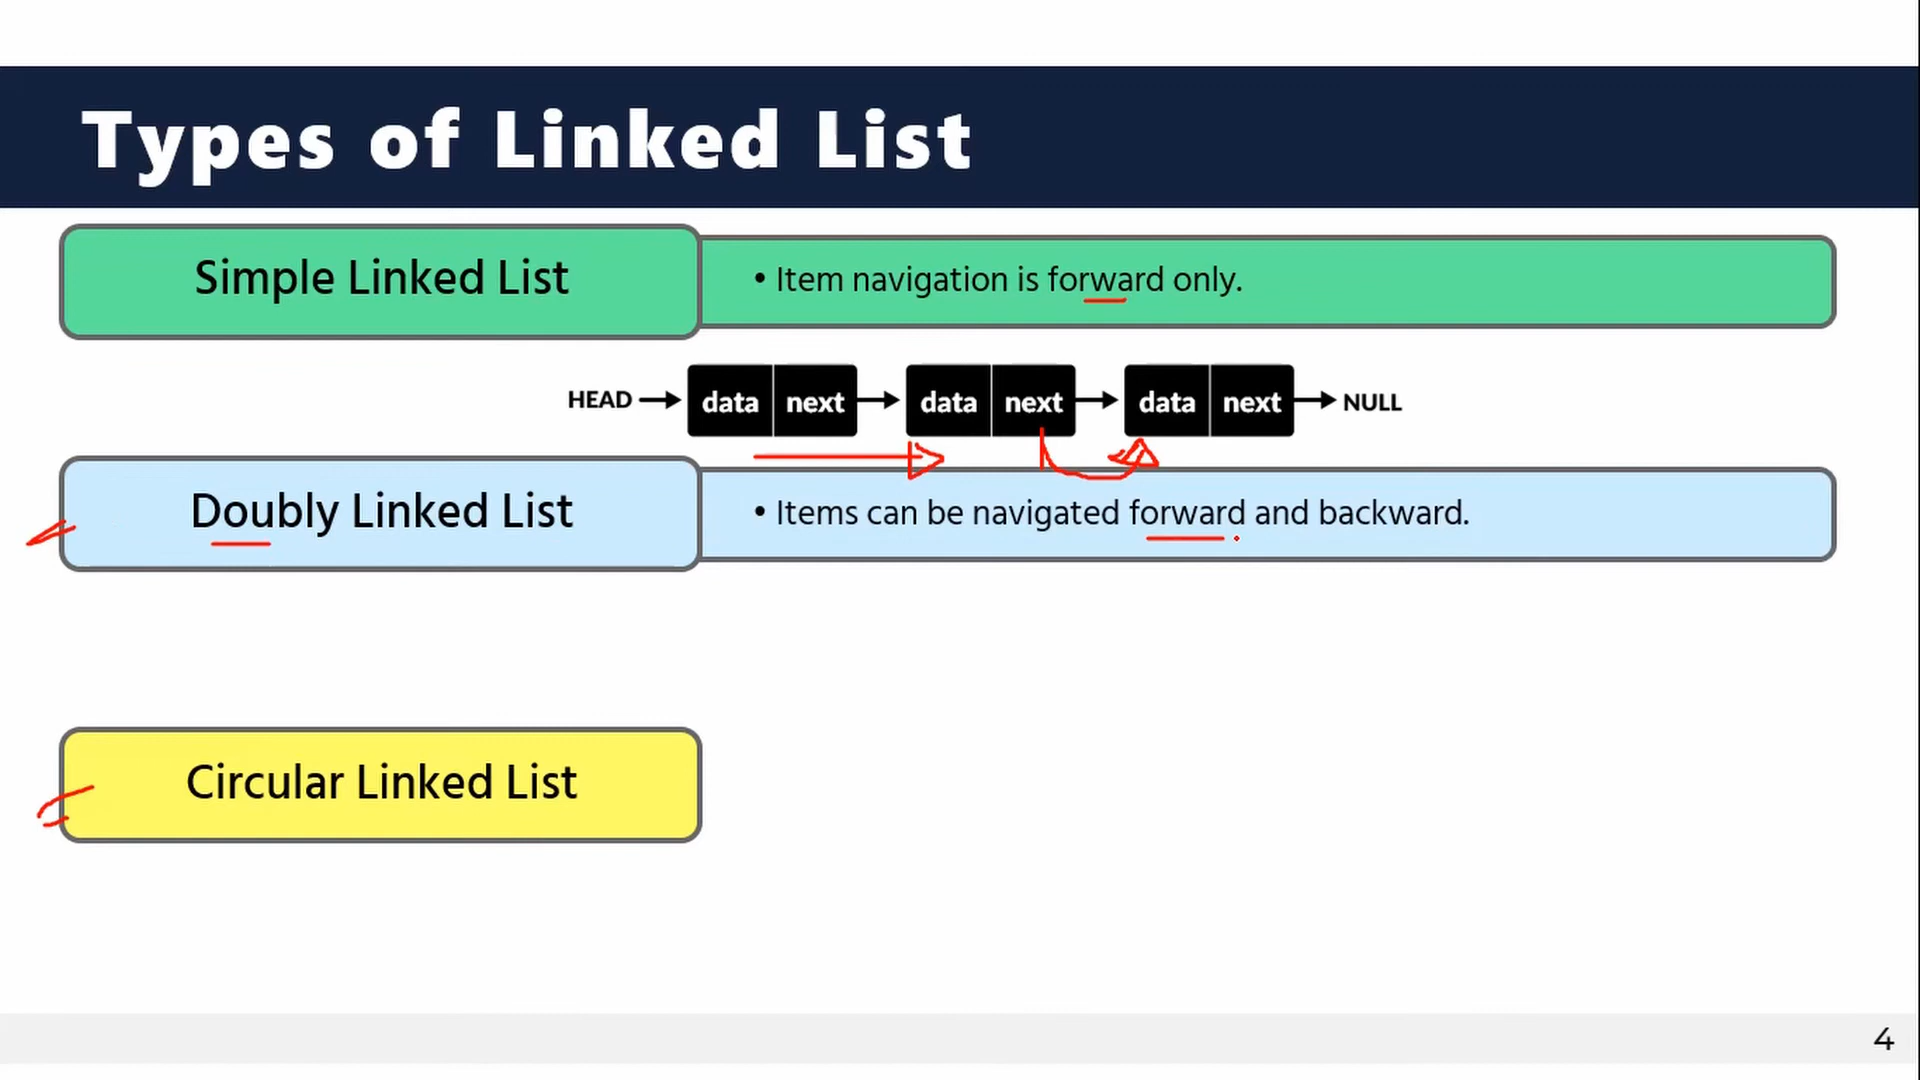 Types of Linked List
Simple Linked List
• Item navigation is forward only.
HEAD data next data next data next NULL
Doubly Linked List
• Items can be navigated forward and backward.
Circular Linked List
4